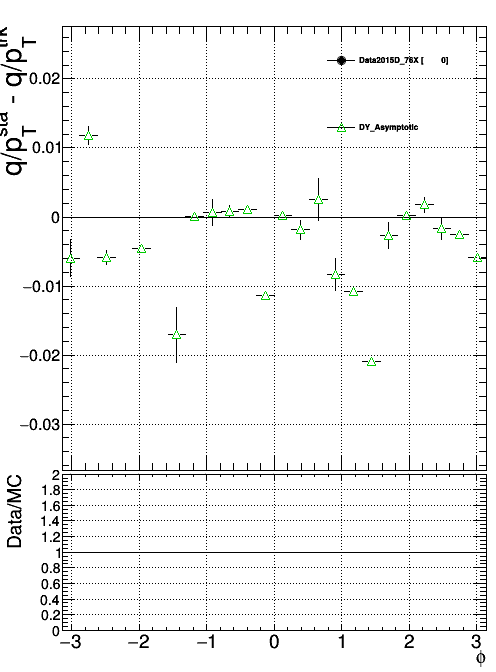 q/p_T^sta - q/p_T^trk
Data2015D_76X [ 0]
DY_Asymptotic
0.02
0.01
0
−0.01
−0.02
−0.03
Data/MC
2
1.8
1.6
1.4
1.2
1
0.8
0.6
0.4
0.2
0
−3 −2 −1 0 1 2 3
ϕ